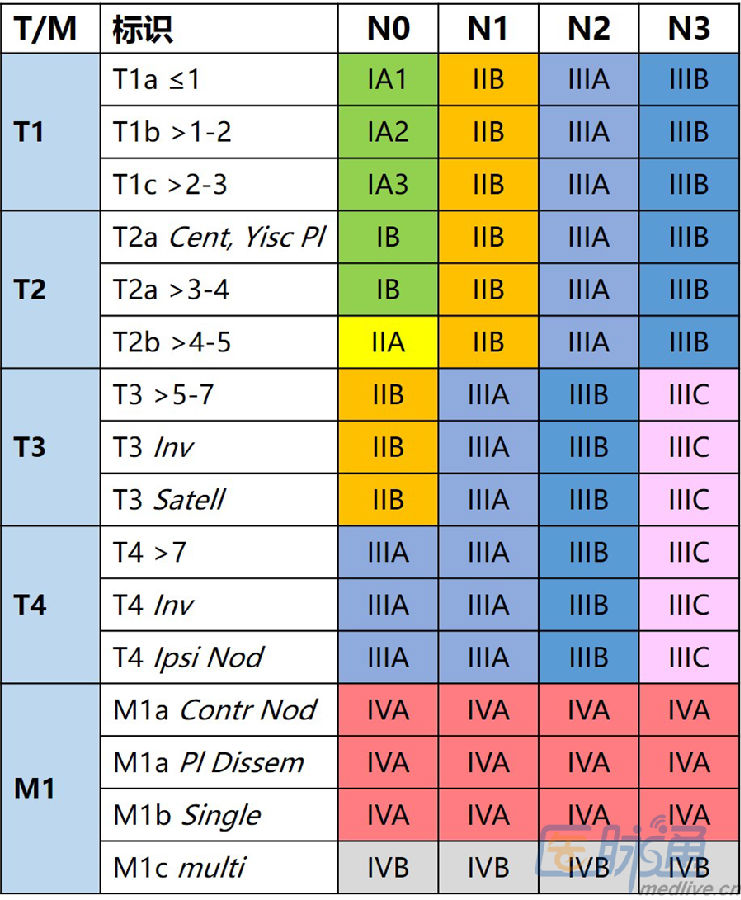 T/M 标识 N0 N1 N2 N3
T1 T1a ≤1 IA1 IIB IIIA IIIB
T1b >1-2 IA2 IIB IIIA IIIB
T1c >2-3 IA3 IIB IIIA IIIB
T2 T2a Cent, Yisc Pl IB IIB IIIA IIIB
T2a >3-4 IB IIB IIIA IIIB
T2b >4-5 IIA IIB IIIA IIIB
T3 T3 >5-7 IIB IIIA IIIB IIIC
T3 Inv IIB IIIA IIIB IIIC
T3 Satell IIB IIIA IIIB IIIC
T4 T4 >7 IIIA IIIA IIIB IIIC
T4 Inv IIIA IIIA IIIB IIIC
T4 Ipsi Nod IIIA IIIA IIIB IIIC
M1 M1a Contr Nod IVA IVA IVA IVA
M1a Pl Dissem IVA IVA IVA IVA
M1b Single IVA IVA IVA IVA
M1c multi IVB IVB IVB IVB
医脉通
medlive.cn